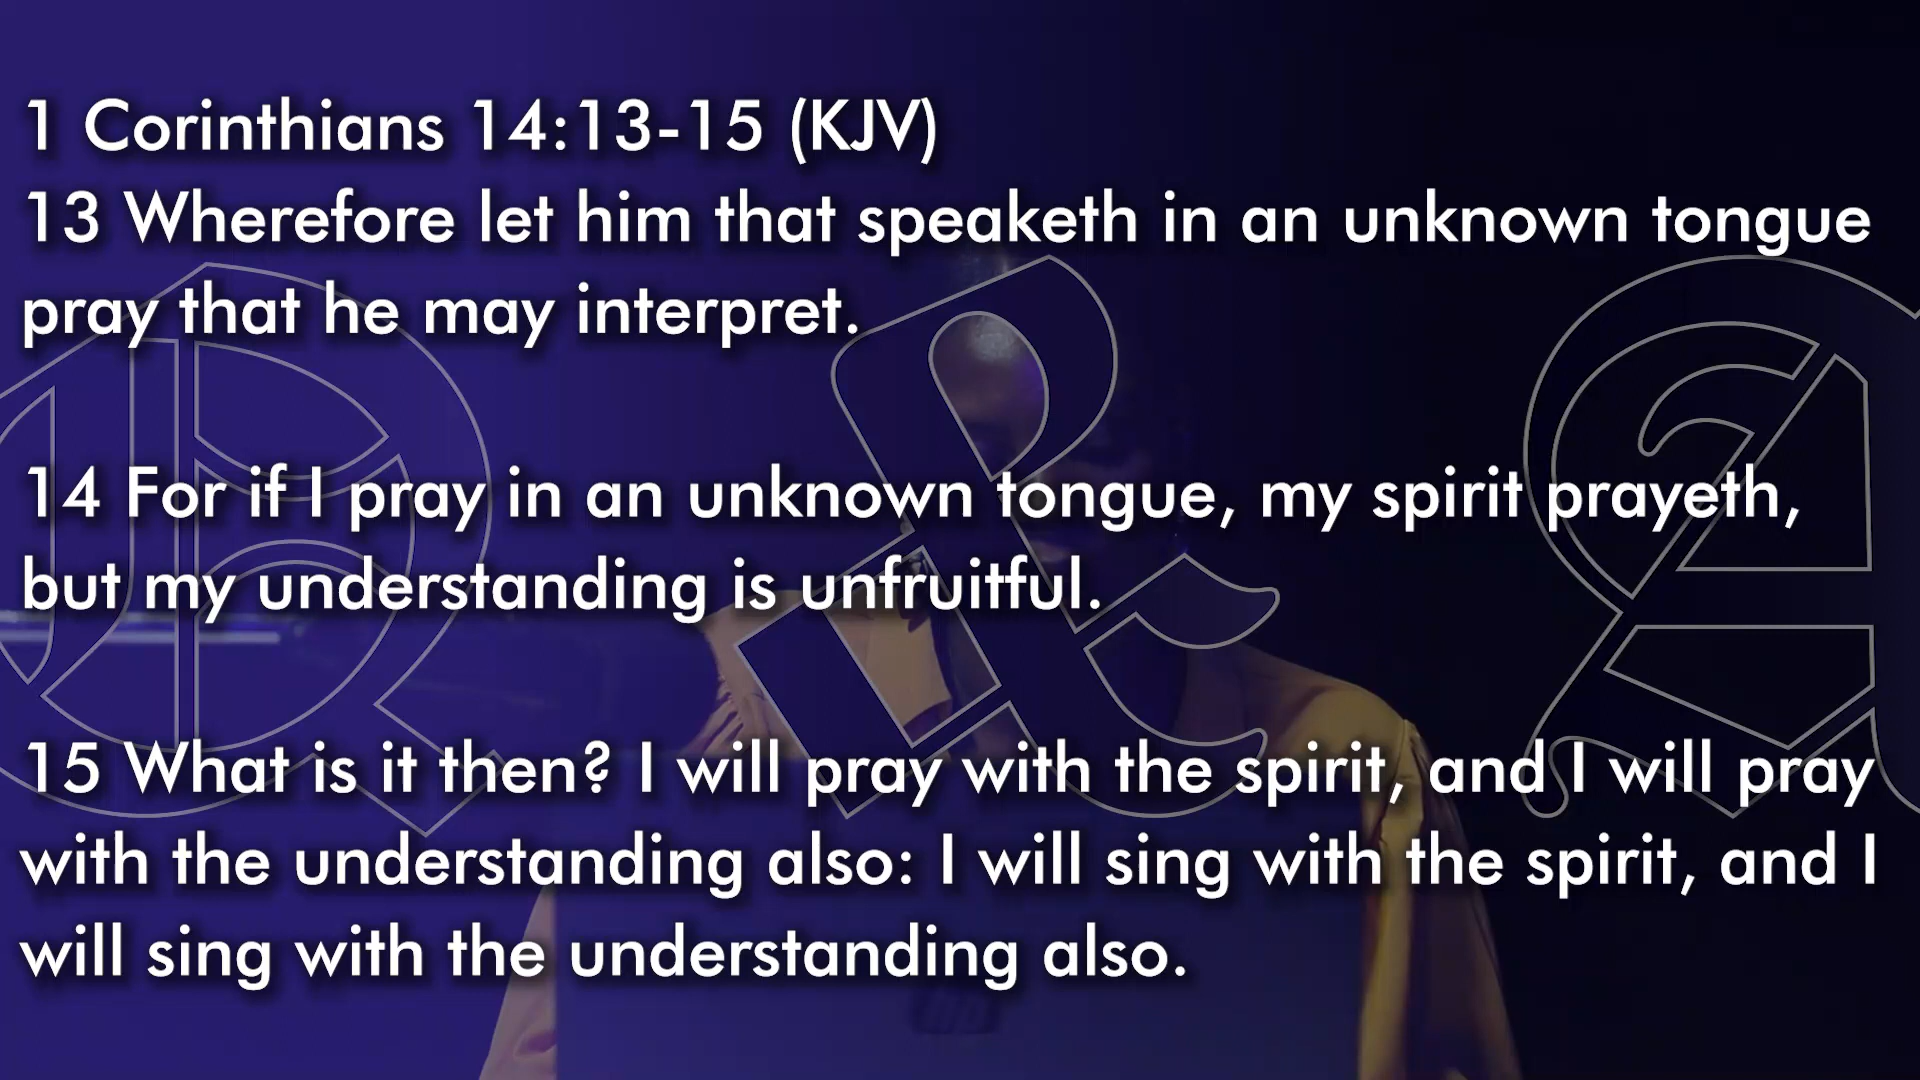 1 Corinthians 14:13-15 (KJV)
13 Wherefore let him that speaketh in an unknown tongue
pray that he may interpret.
14 For if I pray in an unknown tongue, my spirit prayeth,
but my understanding is unfruitful.
15 What is it then? I will pray with the spirit, and I will pray
with the understanding also: I will sing with the spirit, and I
will sing with the understanding also.
Q & A
hp